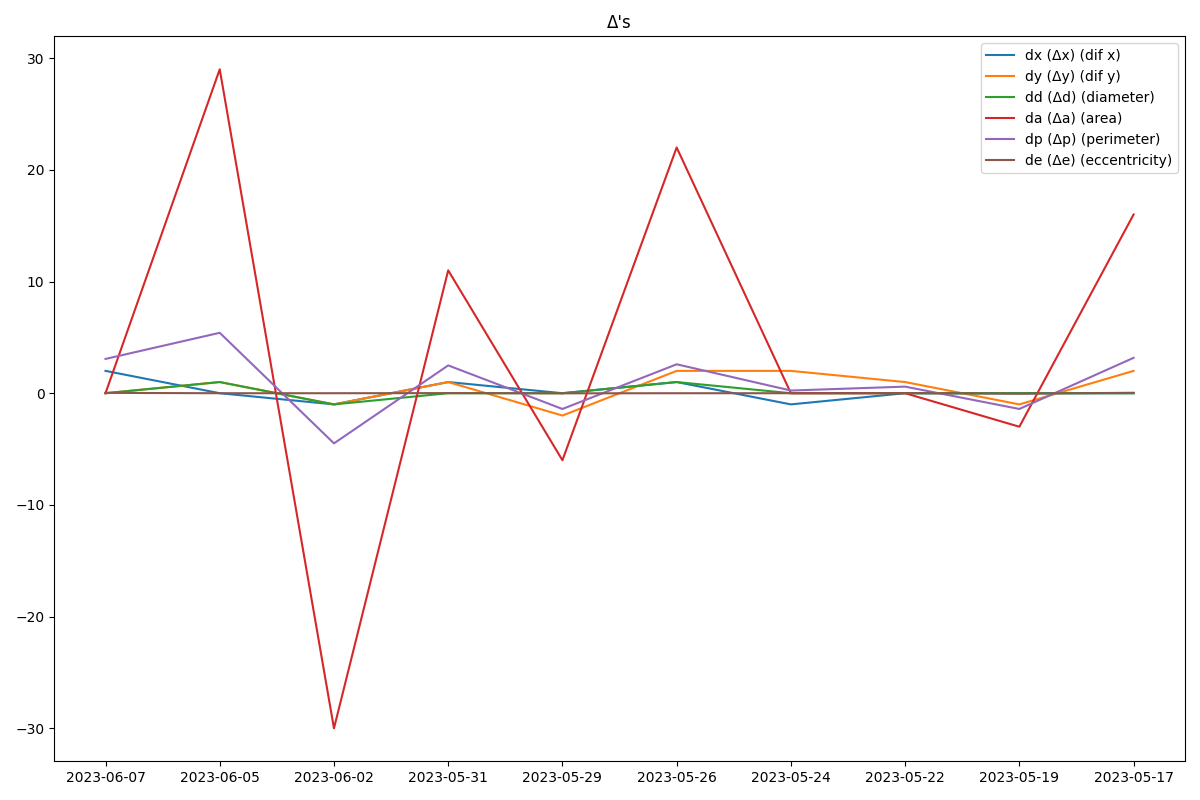 Δ's
dx (Δx) (dif x)
dy (Δy) (dif y)
dd (Δd) (diameter)
da (Δa) (area)
dp (Δp) (perimeter)
de (Δe) (eccentricity)
30
20
10
0
−10
−20
−30
2023-06-07 2023-06-05 2023-06-02 2023-05-31 2023-05-29 2023-05-26 2023-05-24 2023-05-22 2023-05-19 2023-05-17